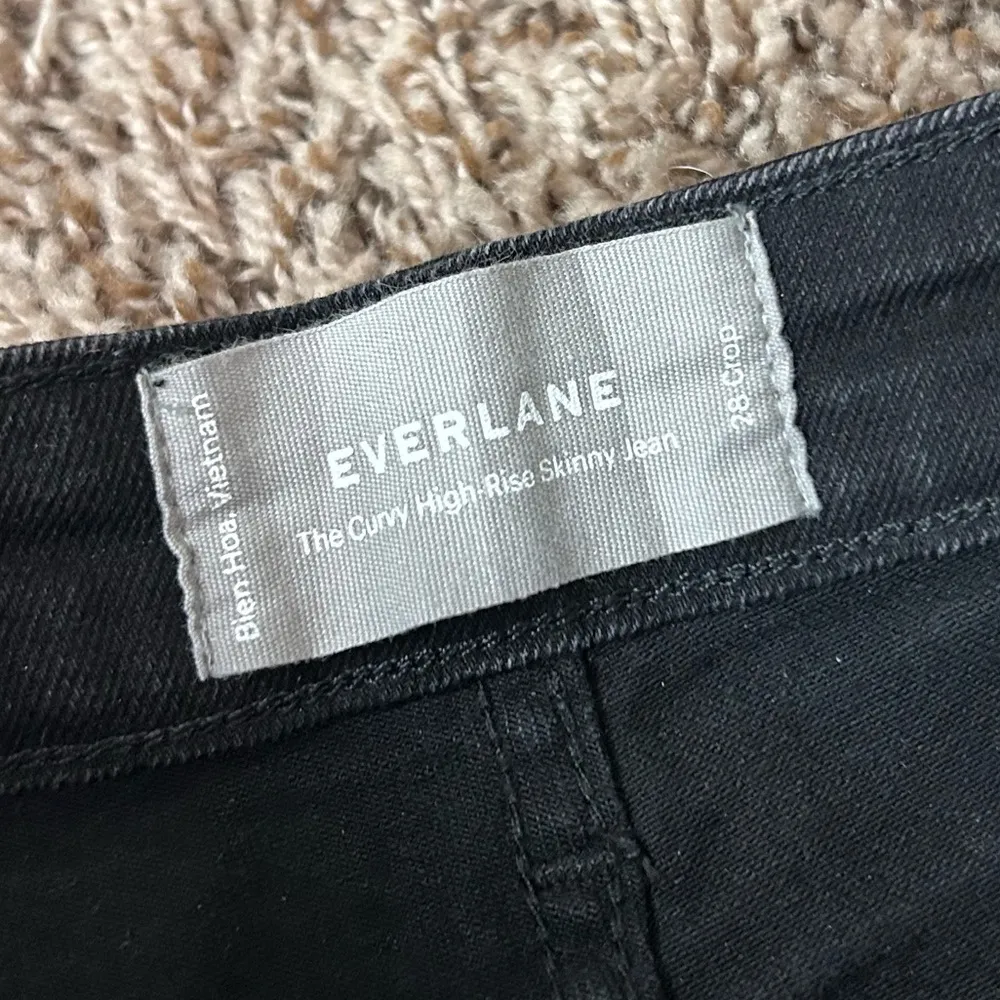 Bien Hoa, Vietnam
EVERLANE
The Curvy High-Rise Skinny Jean
28 Crop